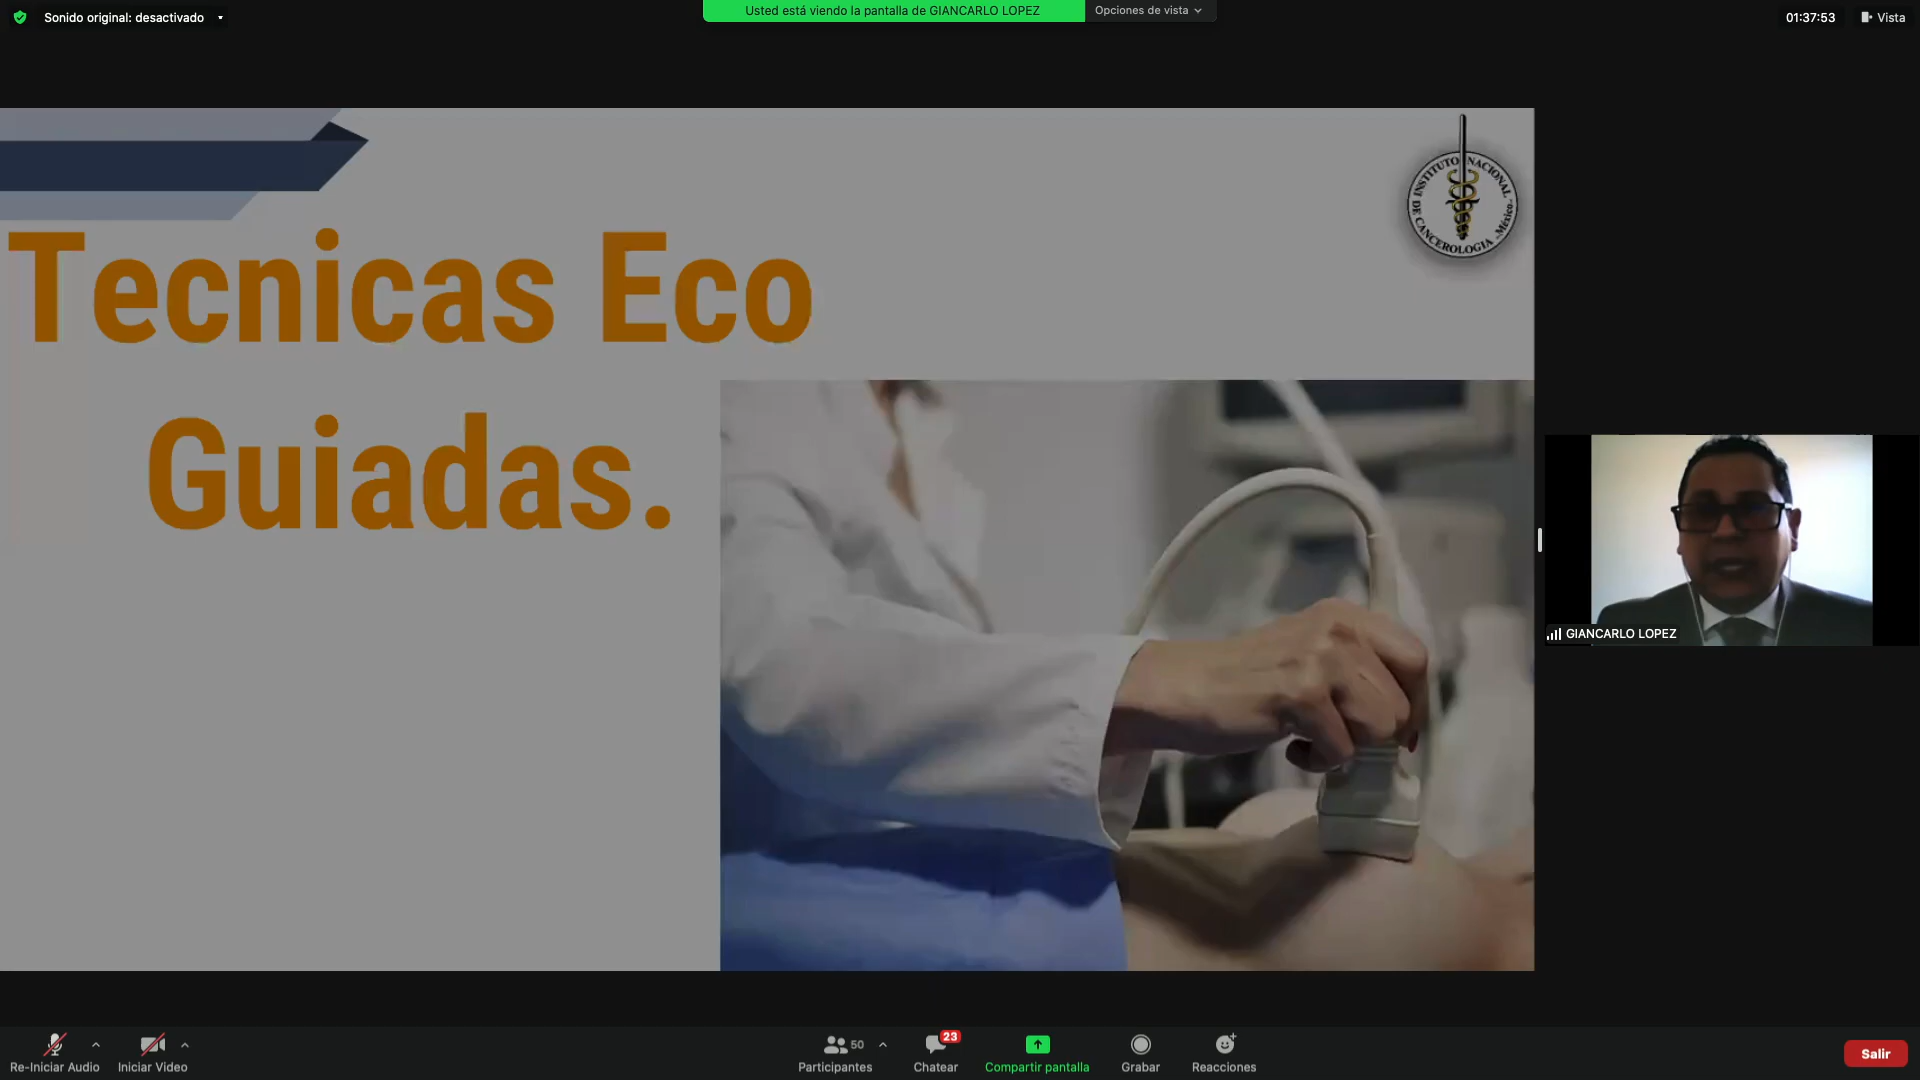 Sonido original: desactivado
Usted está viendo la pantalla de GIANCARLO LOPEZ
Opciones de vista
01:37:53
Vista
INSTITUTO NACIONAL
DE CANCEROLOGIA -México-
Tecnicas Eco
Guiadas.
GIANCARLO LOPEZ
Re-Iniciar Audio
Iniciar Video
50
Participantes
23
Chatear
Compartir pantalla
Grabar
Reacciones
Salir